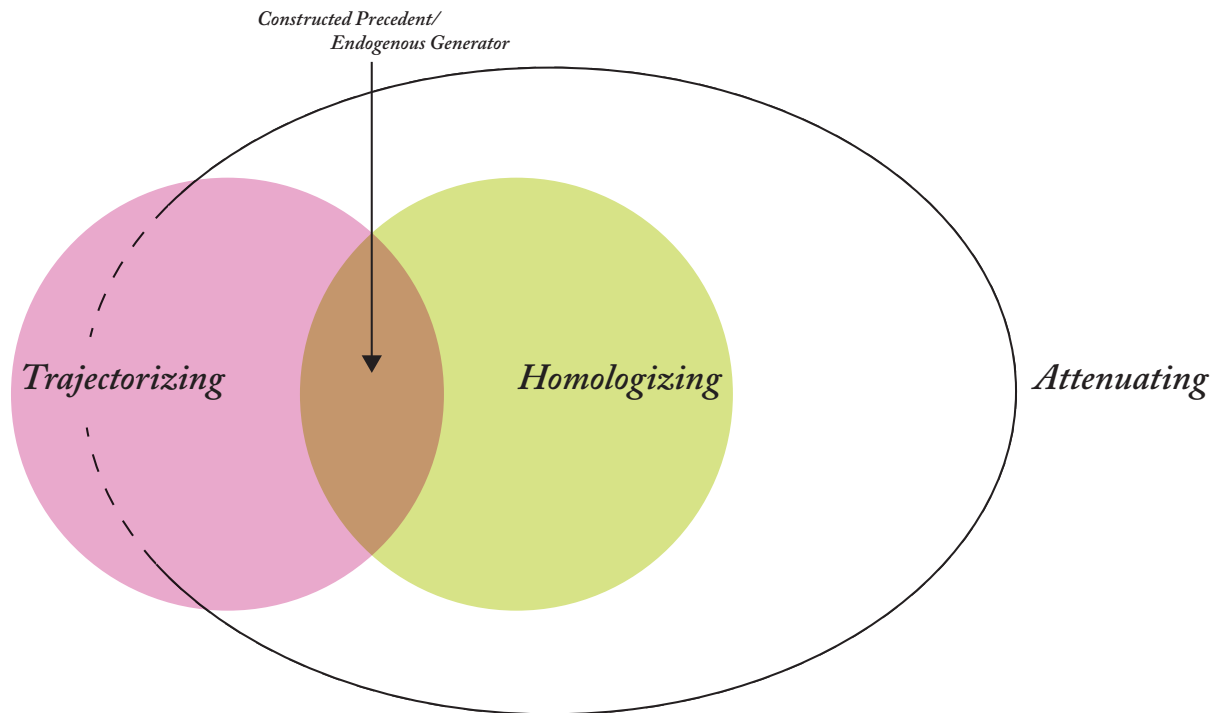 Constructed Precedent/
Endogenous Generator
Trajectorizing
Homologizing
Attenuating